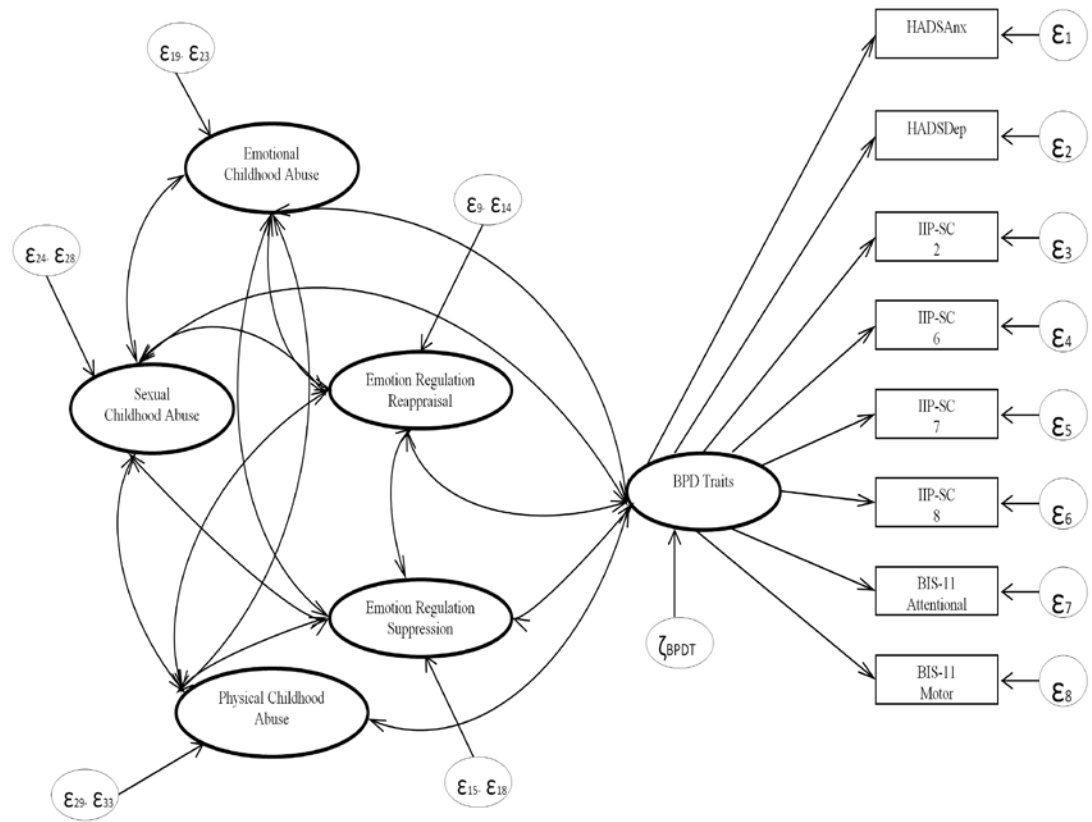 HADSAnx
ε1
ε19- ε23
HADSDep
ε2
Emotional
Childhood Abuse
ε9- ε14
IIP-SC
2
ε3
ε24- ε28
IIP-SC
6
ε4
Emotion Regulation
Reappraisal
Sexual
Childhood Abuse
IIP-SC
7
ε5
BPD Traits
IIP-SC
8
ε6
BIS-11
Attentional
ε7
Emotion Regulation
Suppression
ζBPDT
BIS-11
Motor
ε8
Physical Childhood
Abuse
ε29- ε33
ε15- ε18